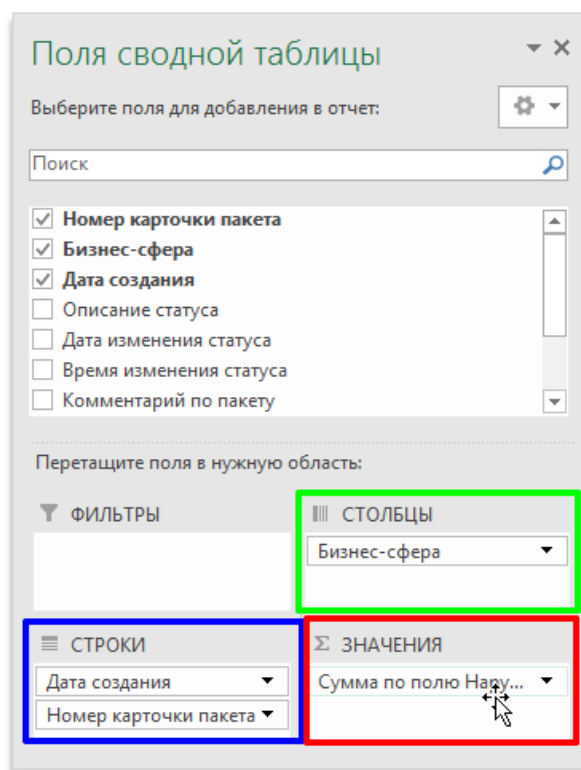 Поля сводной таблицы
Выберите поля для добавления в отчет:
Поиск
Номер карточки пакета
Бизнес-сфера
Дата создания
Описание статуса
Дата изменения статуса
Время изменения статуса
Комментарий по пакету
Перетащите поля в нужную область:
ФИЛЬТРЫ
СТОЛБЦЫ
Бизнес-сфера
СТРОКИ
Дата создания
Номер карточки пакета
Σ ЗНАЧЕНИЯ
Сумма по полю Нару...